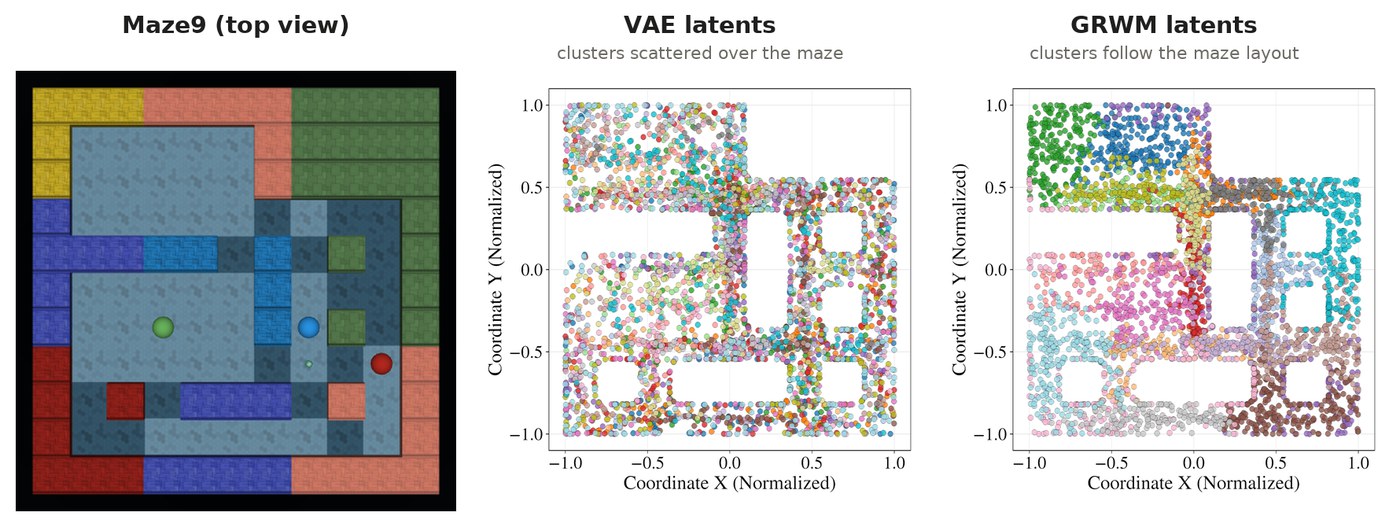 Maze9 (top view)
VAE latents
clusters scattered over the maze
GRWM latents
clusters follow the maze layout
1.0
0.5
0.0
−0.5
−1.0
Coordinate Y (Normalized)
−1.0 −0.5 0.0 0.5 1.0
Coordinate X (Normalized)
1.0
0.5
0.0
−0.5
−1.0
Coordinate Y (Normalized)
−1.0 −0.5 0.0 0.5 1.0
Coordinate X (Normalized)